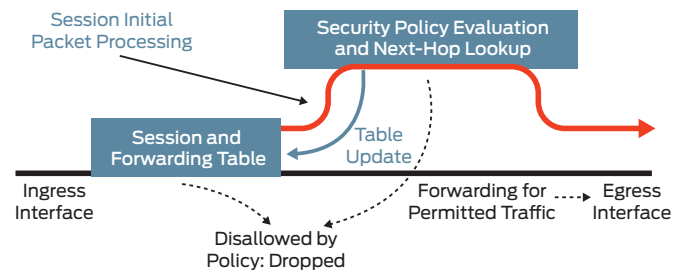 Session Initial
Packet Processing
Security Policy Evaluation
and Next-Hop Lookup
Session and
Forwarding Table
Table
Update
Ingress
Interface
Forwarding for
Permitted Traffic
Egress
Interface
Disallowed by
Policy: Dropped